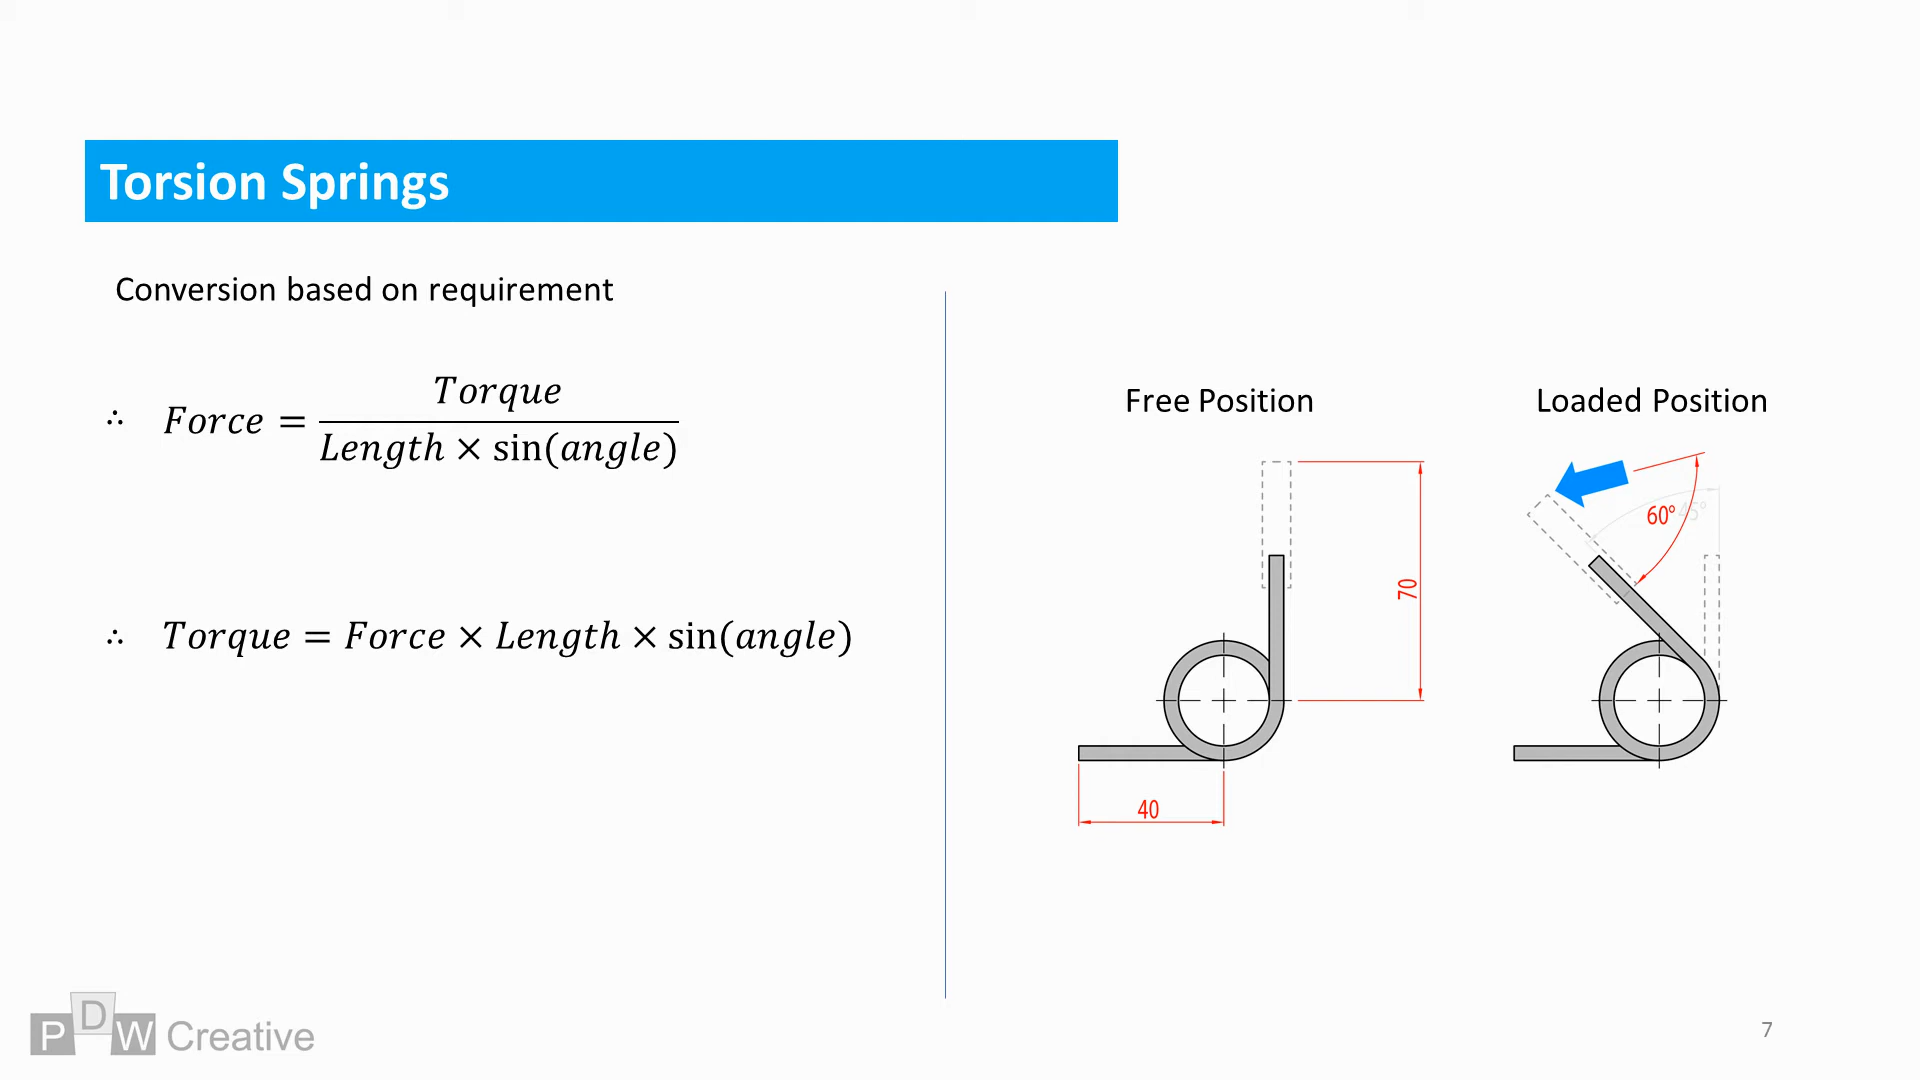 Torsion Springs
Conversion based on requirement
∴ Force = Torque / Length × sin(angle)
∴ Torque = Force × Length × sin(angle)
Free Position
Loaded Position
70
40
60°
45°
PDW Creative
7